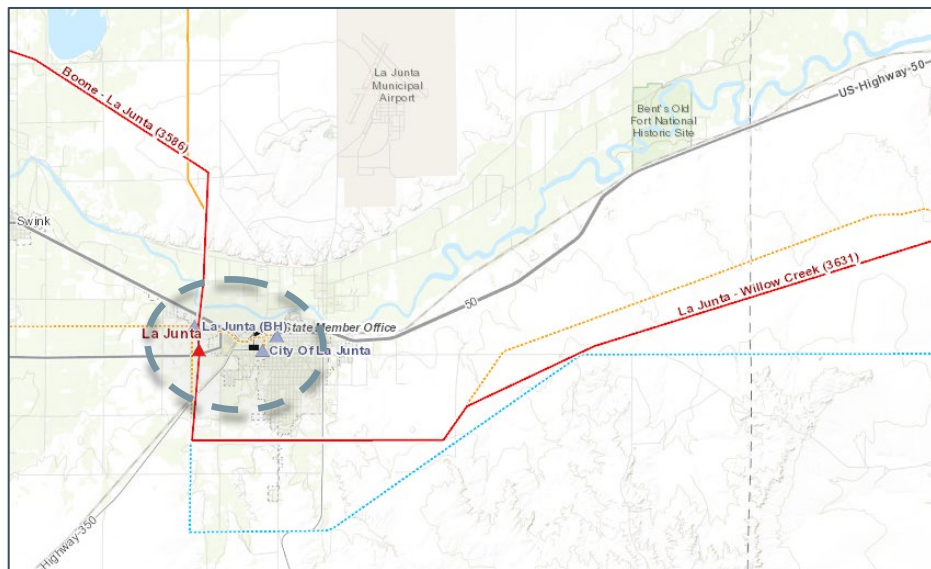 La Junta
Municipal
Airport
Boone - La Junta (3586)
US-Highway-50
Bent's Old
Fort National
Historic Site
Swink
La Junta - Willow Creek (3631)
50
La Junta (BH)
State Member Office
La Junta
City Of La Junta
Highway-350